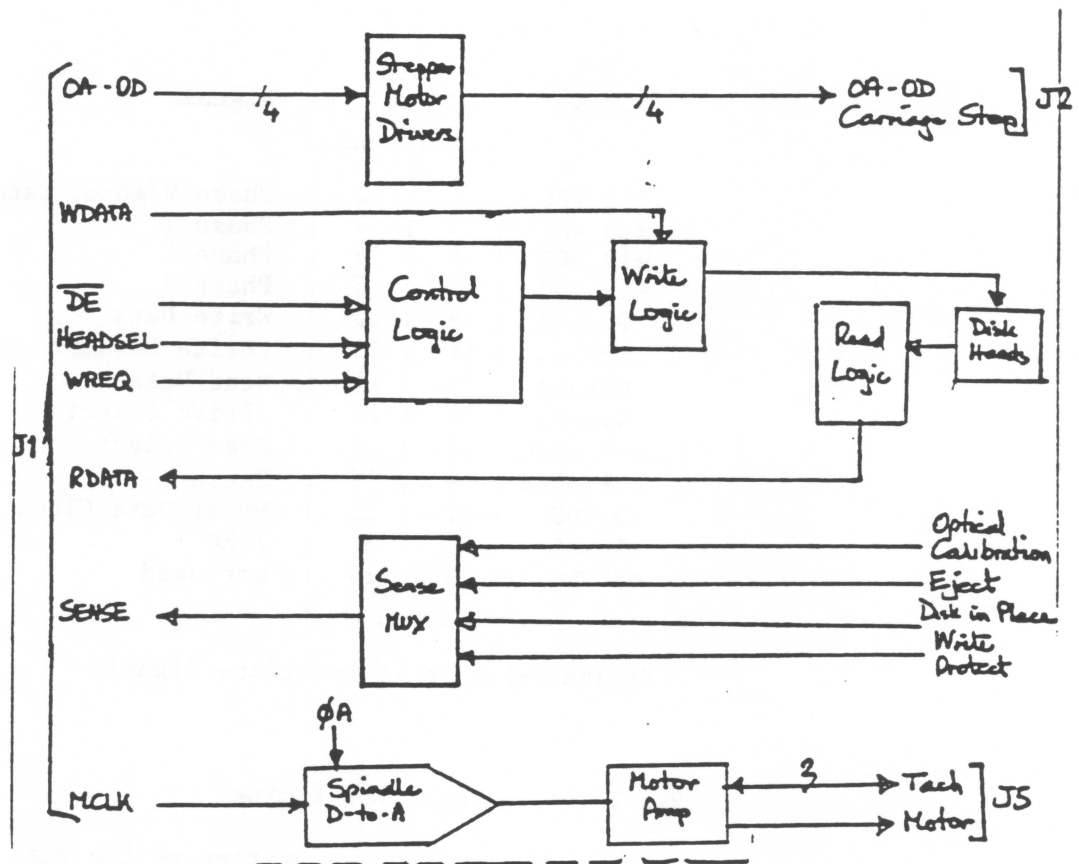 OA-OD
4
Stepper
Motor
Drivers
4
OA-OD
Carriage Step
J2
WDATA
DE
HEADSEL
WREQ
Control
Logic
Write
Logic
Read
Logic
Disk
Heads
J1
RDATA
SENSE
Sense
MUX
Optical
Calibration
Eject
Disk in Place
Write
Protect
ØA
MCLK
Spindle
D-to-A
Motor
Amp
3
Tach
Motor
J5